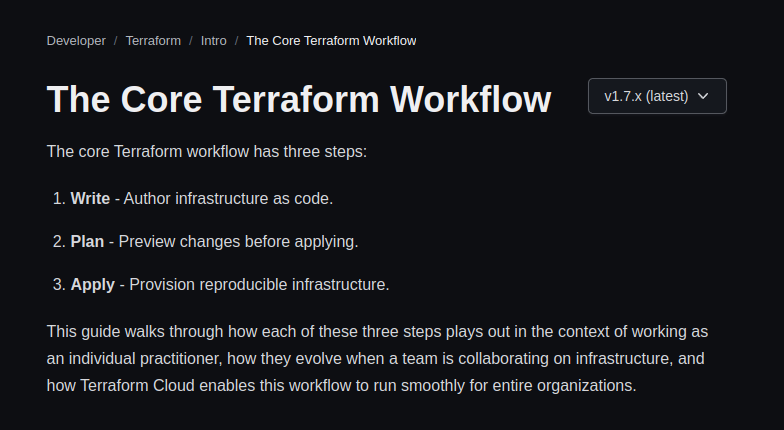 Developer / Terraform / Intro / The Core Terraform Workflow
The Core Terraform Workflow
v1.7.x (latest)
The core Terraform workflow has three steps:
1. Write - Author infrastructure as code.
2. Plan - Preview changes before applying.
3. Apply - Provision reproducible infrastructure.
This guide walks through how each of these three steps plays out in the context of working as
an individual practitioner, how they evolve when a team is collaborating on infrastructure, and
how Terraform Cloud enables this workflow to run smoothly for entire organizations.